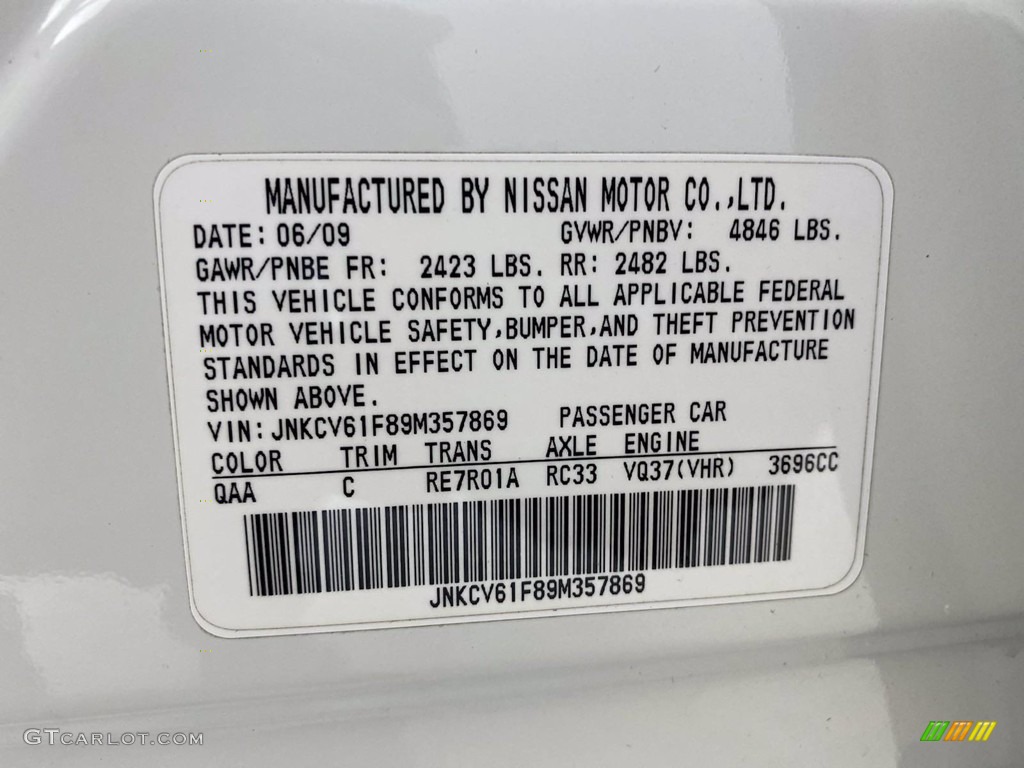 MANUFACTURED BY NISSAN MOTOR CO.,LTD.
DATE: 06/09 GVWR/PNBV: 4846 LBS.
GAWR/PNBE FR: 2423 LBS. RR: 2482 LBS.
THIS VEHICLE CONFORMS TO ALL APPLICABLE FEDERAL
MOTOR VEHICLE SAFETY,BUMPER,AND THEFT PREVENTION
STANDARDS IN EFFECT ON THE DATE OF MANUFACTURE
SHOWN ABOVE.
VIN: JNKCV61F89M357869 PASSENGER CAR
COLOR TRIM TRANS AXLE ENGINE
QAA C RE7R01A RC33 VQ37(VHR) 3696CC
JNKCV61F89M357869
GTCARLOT.COM